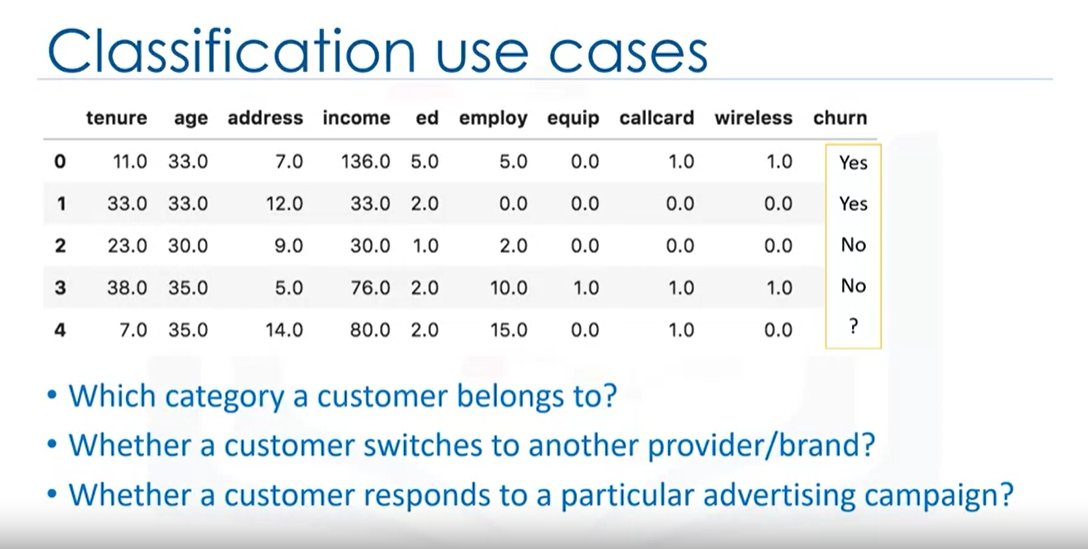 Classification use cases
tenure age address income ed employ equip callcard wireless churn
0 11.0 33.0 7.0 136.0 5.0 5.0 0.0 1.0 1.0 Yes
1 33.0 33.0 12.0 33.0 2.0 0.0 0.0 0.0 0.0 Yes
2 23.0 30.0 9.0 30.0 1.0 2.0 0.0 0.0 0.0 No
3 38.0 35.0 5.0 76.0 2.0 10.0 1.0 1.0 1.0 No
4 7.0 35.0 14.0 80.0 2.0 15.0 0.0 1.0 0.0 ?
• Which category a customer belongs to?
• Whether a customer switches to another provider/brand?
• Whether a customer responds to a particular advertising campaign?